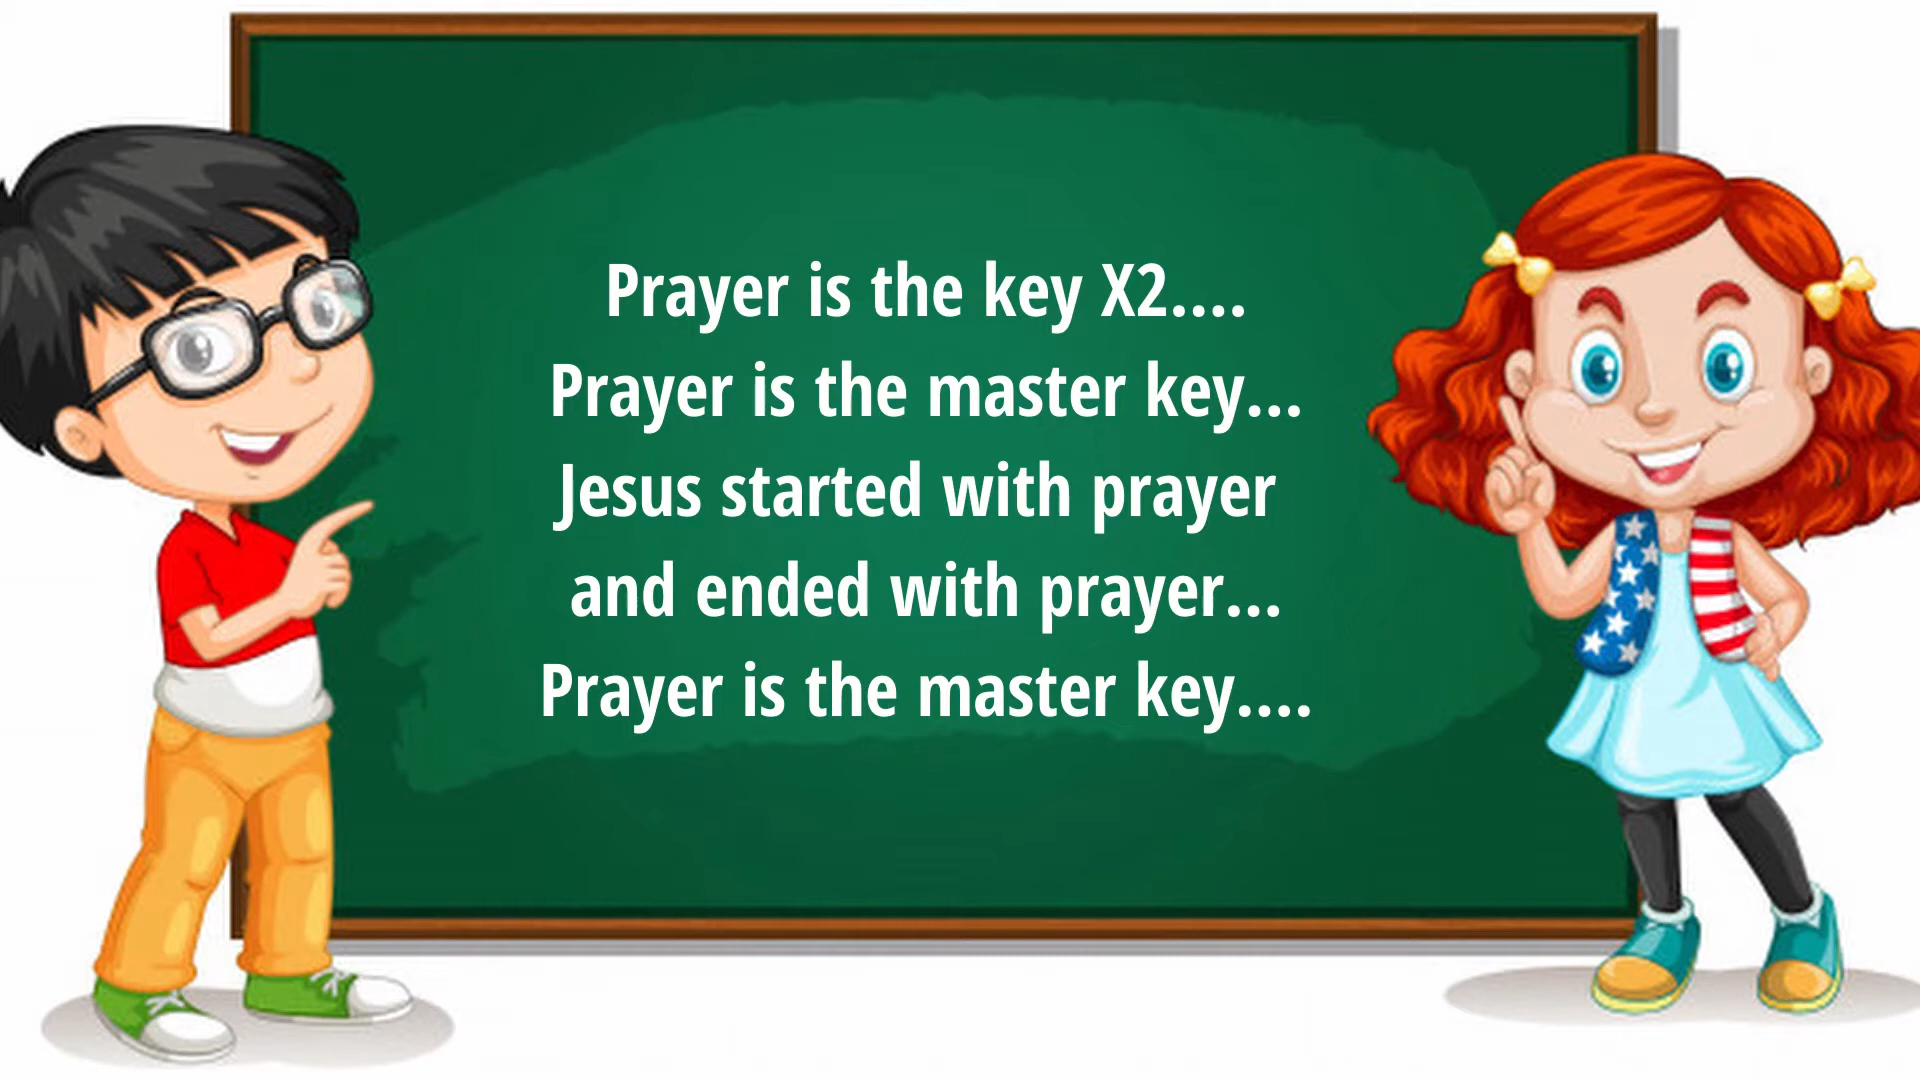 Prayer is the key X2....
Prayer is the master key...
Jesus started with prayer
and ended with prayer...
Prayer is the master key....